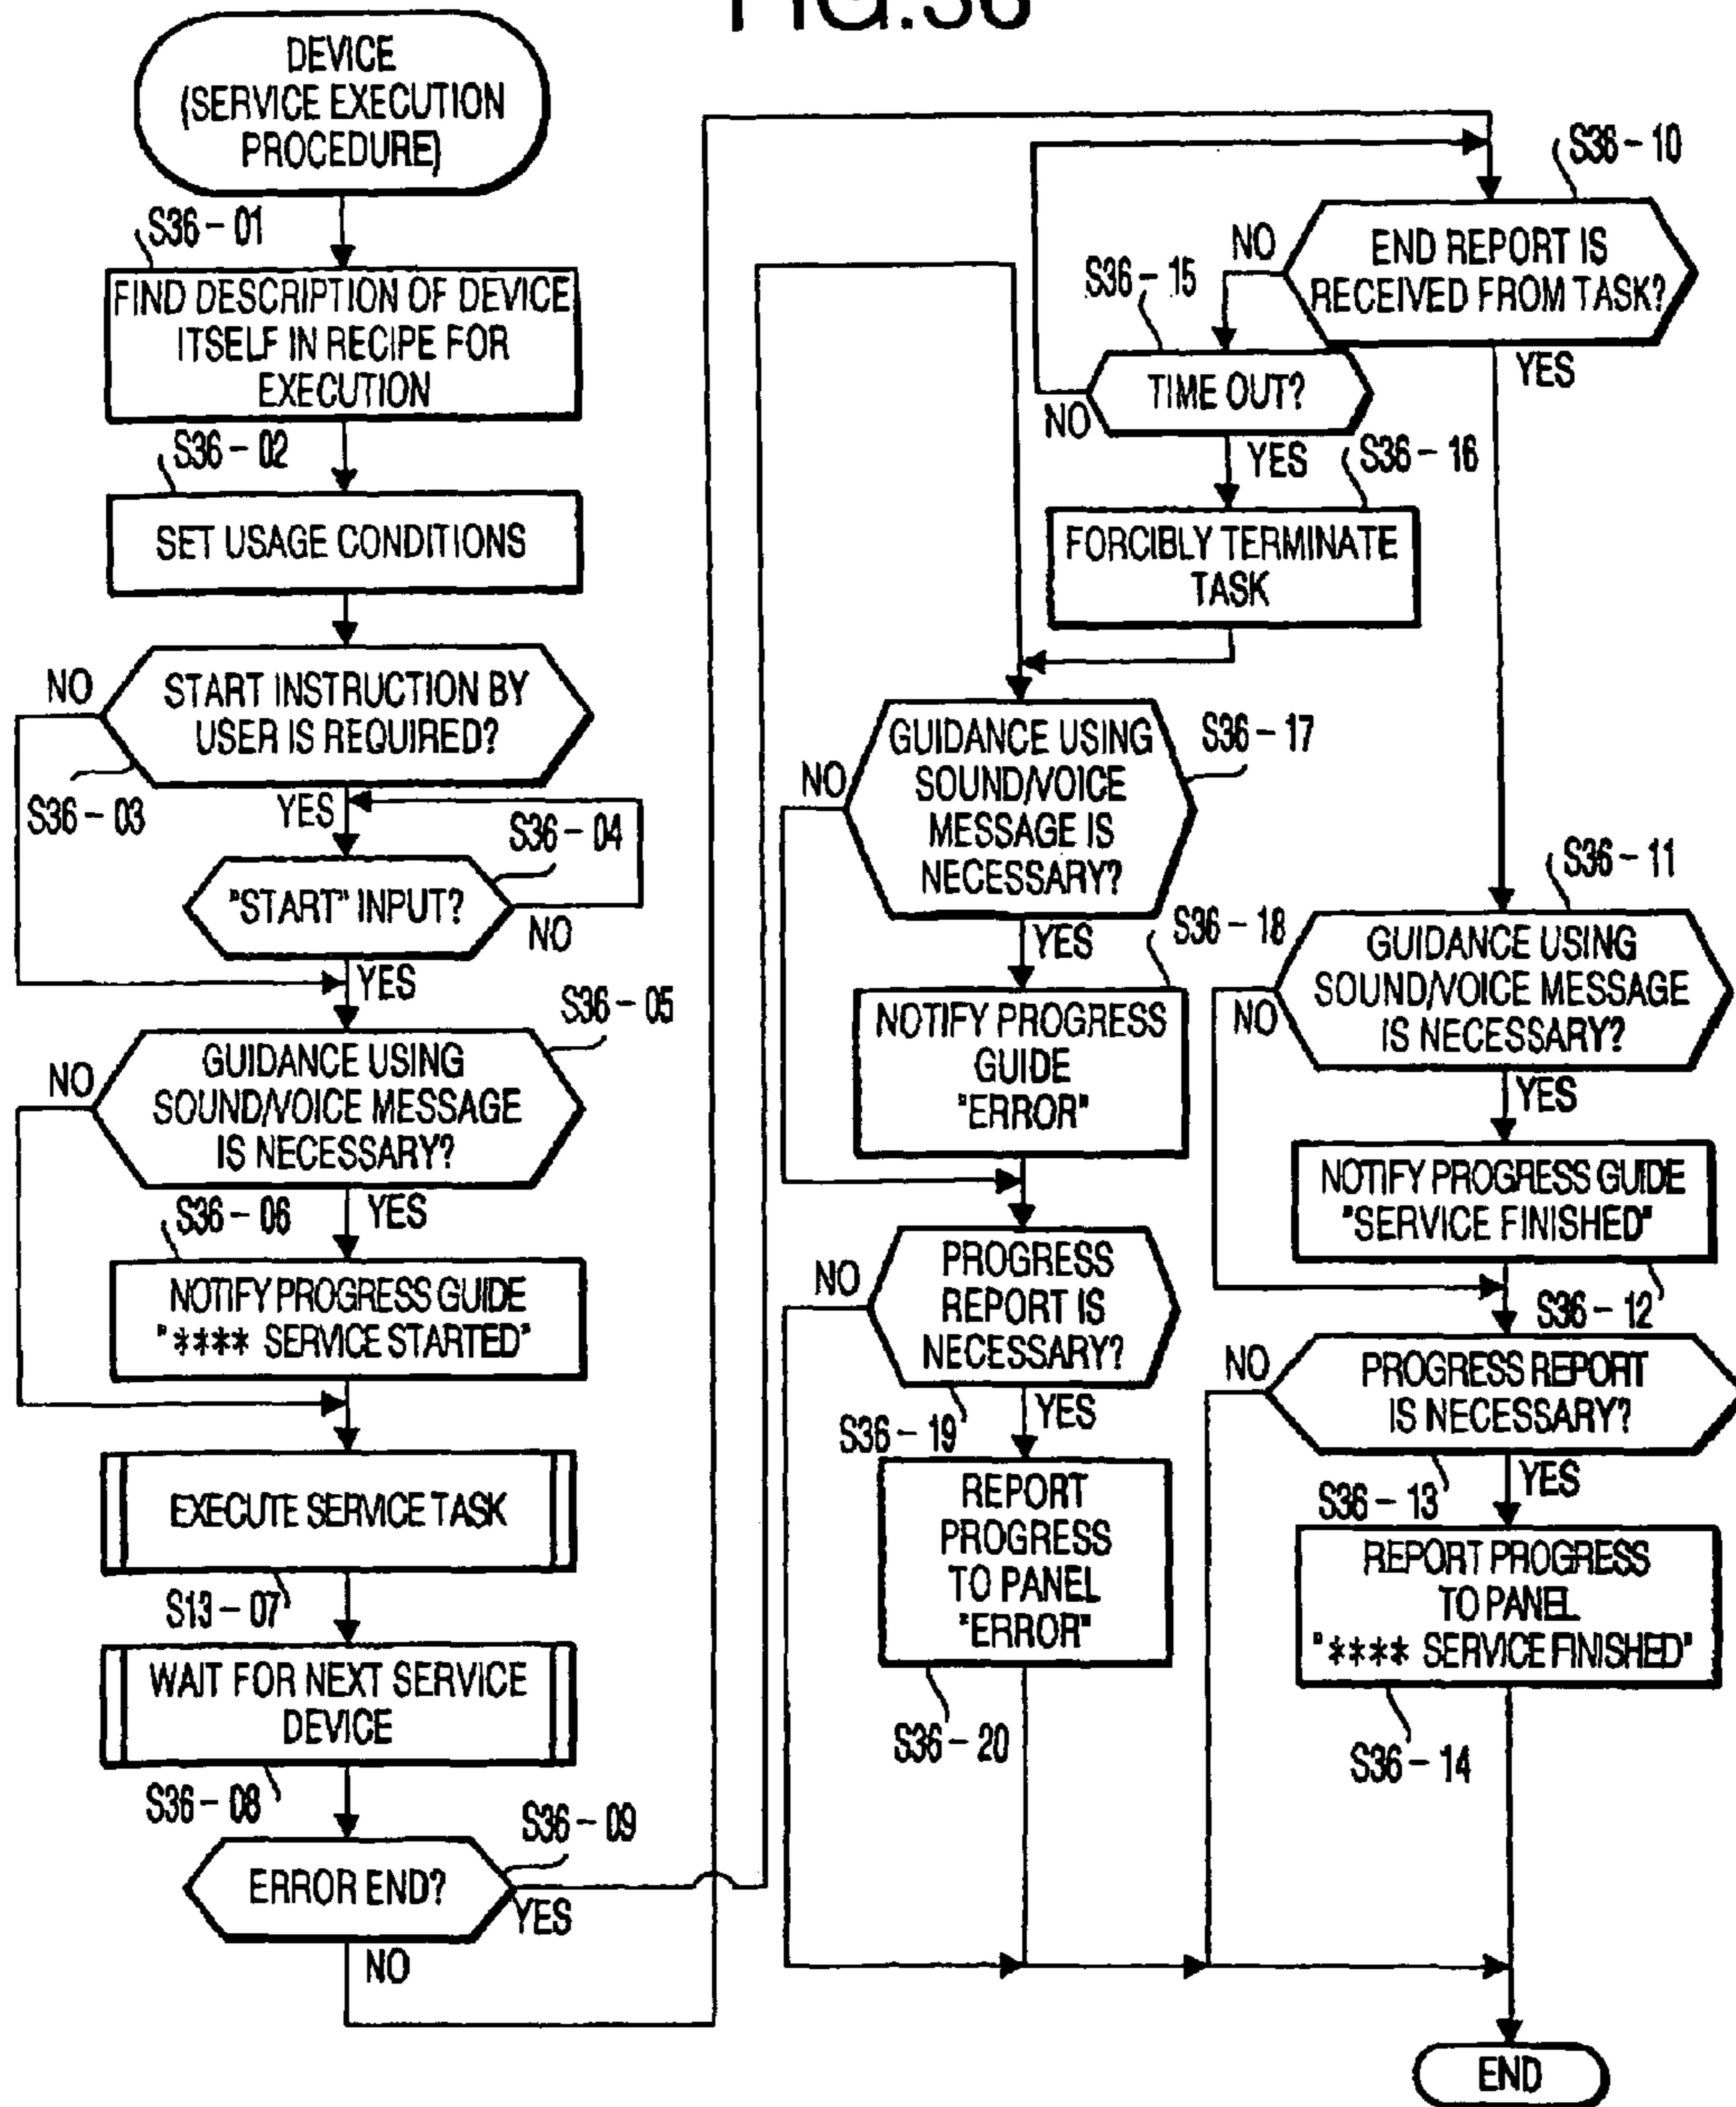 FIG.36
DEVICE
(SERVICE EXECUTION
PROCEDURE)
S36-01
FIND DESCRIPTION OF DEVICE
ITSELF IN RECIPE FOR
EXECUTION
S36-02
SET USAGE CONDITIONS
NO
START INSTRUCTION BY
USER IS REQUIRED?
S36-03
YES
S36-04
"START" INPUT?
NO
YES
S36-05
NO
GUIDANCE USING
SOUND/VOICE MESSAGE
IS NECESSARY?
S36-06
YES
NOTIFY PROGRESS GUIDE
"**** SERVICE STARTED"
EXECUTE SERVICE TASK
S13-07
WAIT FOR NEXT SERVICE
DEVICE
S36-08
S36-09
ERROR END?
YES
NO
S36-10
NO
END REPORT IS
RECEIVED FROM TASK?
YES
S36-15
TIME OUT?
NO
YES
S36-16
FORCIBLY TERMINATE
TASK
S36-17
NO
GUIDANCE USING
SOUND/VOICE
MESSAGE IS
NECESSARY?
YES
S36-18
NOTIFY PROGRESS
GUIDE
"ERROR"
NO
PROGRESS
REPORT IS
NECESSARY?
S36-19
YES
REPORT
PROGRESS
TO PANEL
"ERROR"
S36-20
S36-11
GUIDANCE USING
SOUND/VOICE MESSAGE
IS NECESSARY?
NO
YES
NOTIFY PROGRESS GUIDE
"SERVICE FINISHED"
S36-12
NO
PROGRESS REPORT
IS NECESSARY?
S36-13
YES
REPORT PROGRESS
TO PANEL
"**** SERVICE FINISHED"
S36-14
END